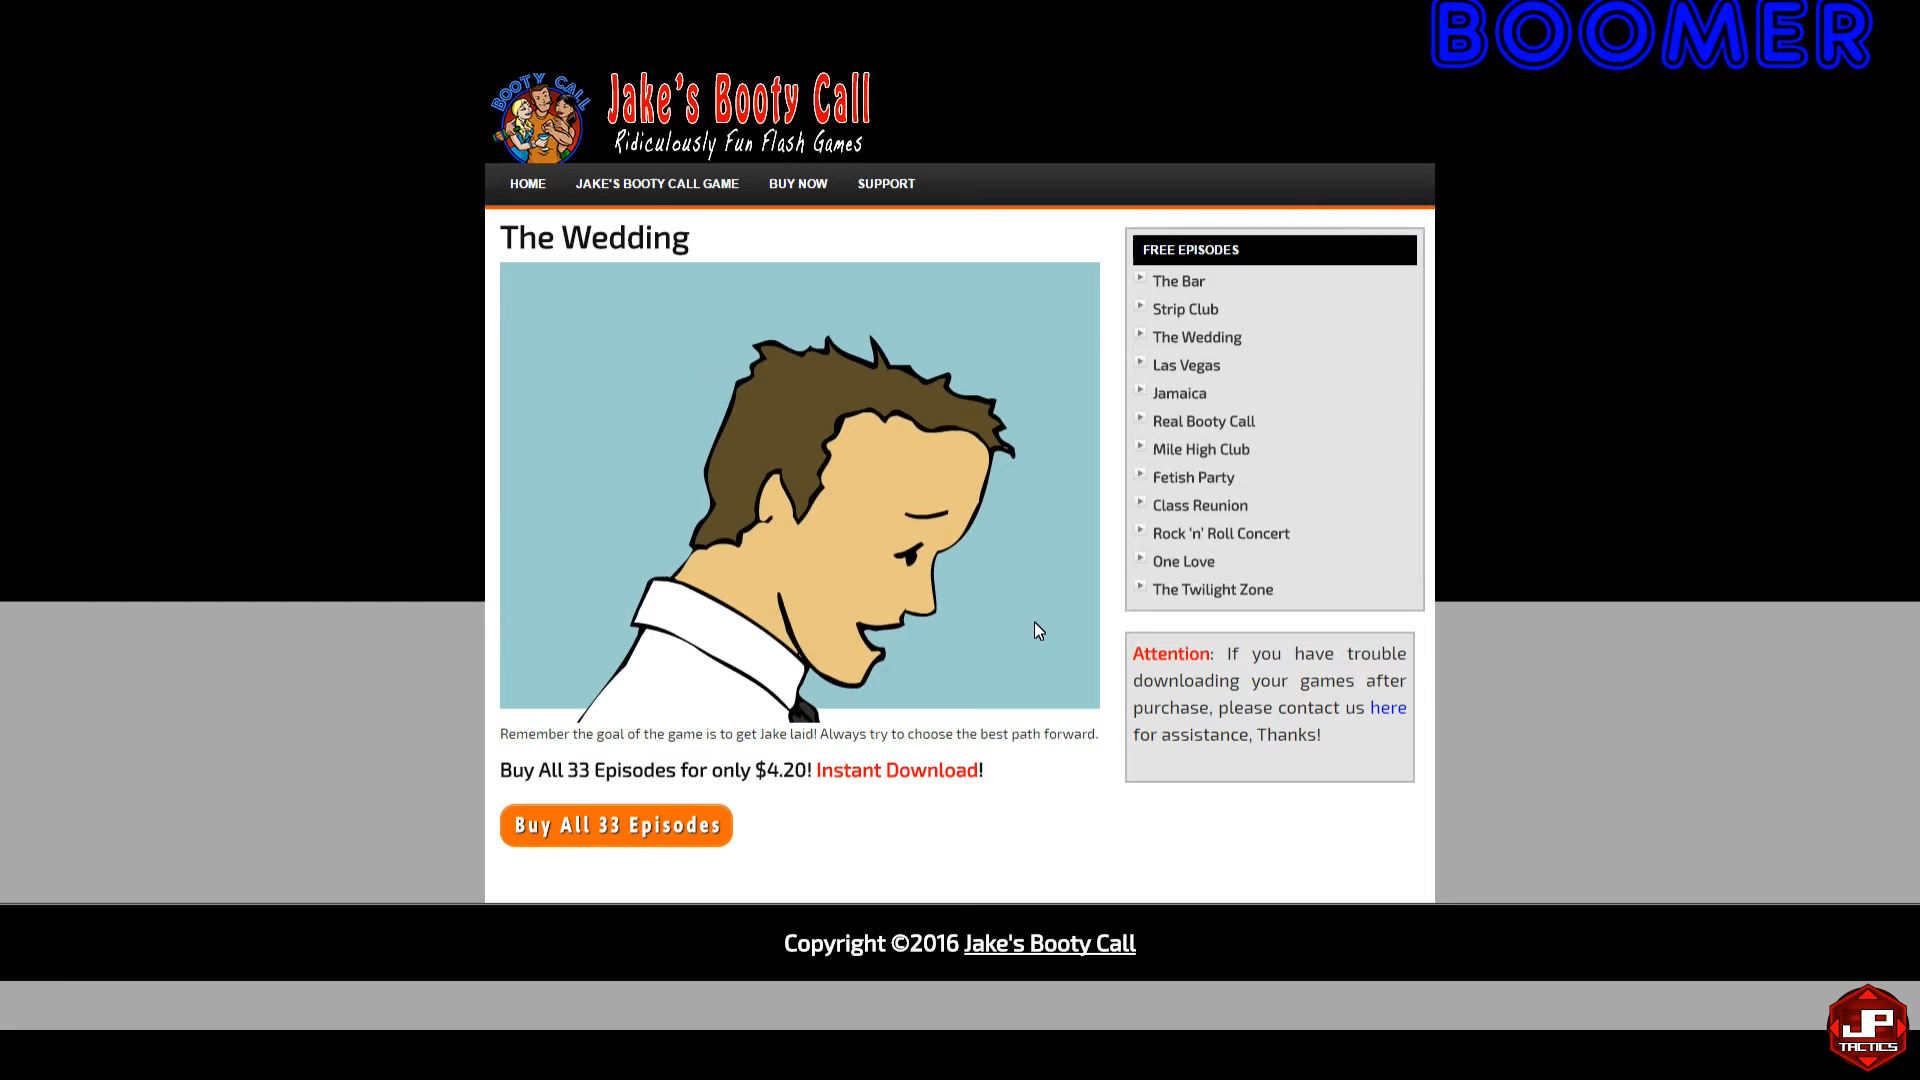 BOOMER
BOOTY CALL
Jake's Booty Call
Ridiculously Fun Flash Games
HOME JAKE'S BOOTY CALL GAME BUY NOW SUPPORT
The Wedding
Remember the goal of the game is to get Jake laid! Always try to choose the best path forward.
Buy All 33 Episodes for only $4.20! Instant Download!
Buy All 33 Episodes
FREE EPISODES
The Bar
Strip Club
The Wedding
Las Vegas
Jamaica
Real Booty Call
Mile High Club
Fetish Party
Class Reunion
Rock ‘n’ Roll Concert
One Love
The Twilight Zone
Attention: If you have trouble
downloading your games after
purchase, please contact us here
for assistance, Thanks!
Copyright ©2016 Jake's Booty Call
JP
TACTICS